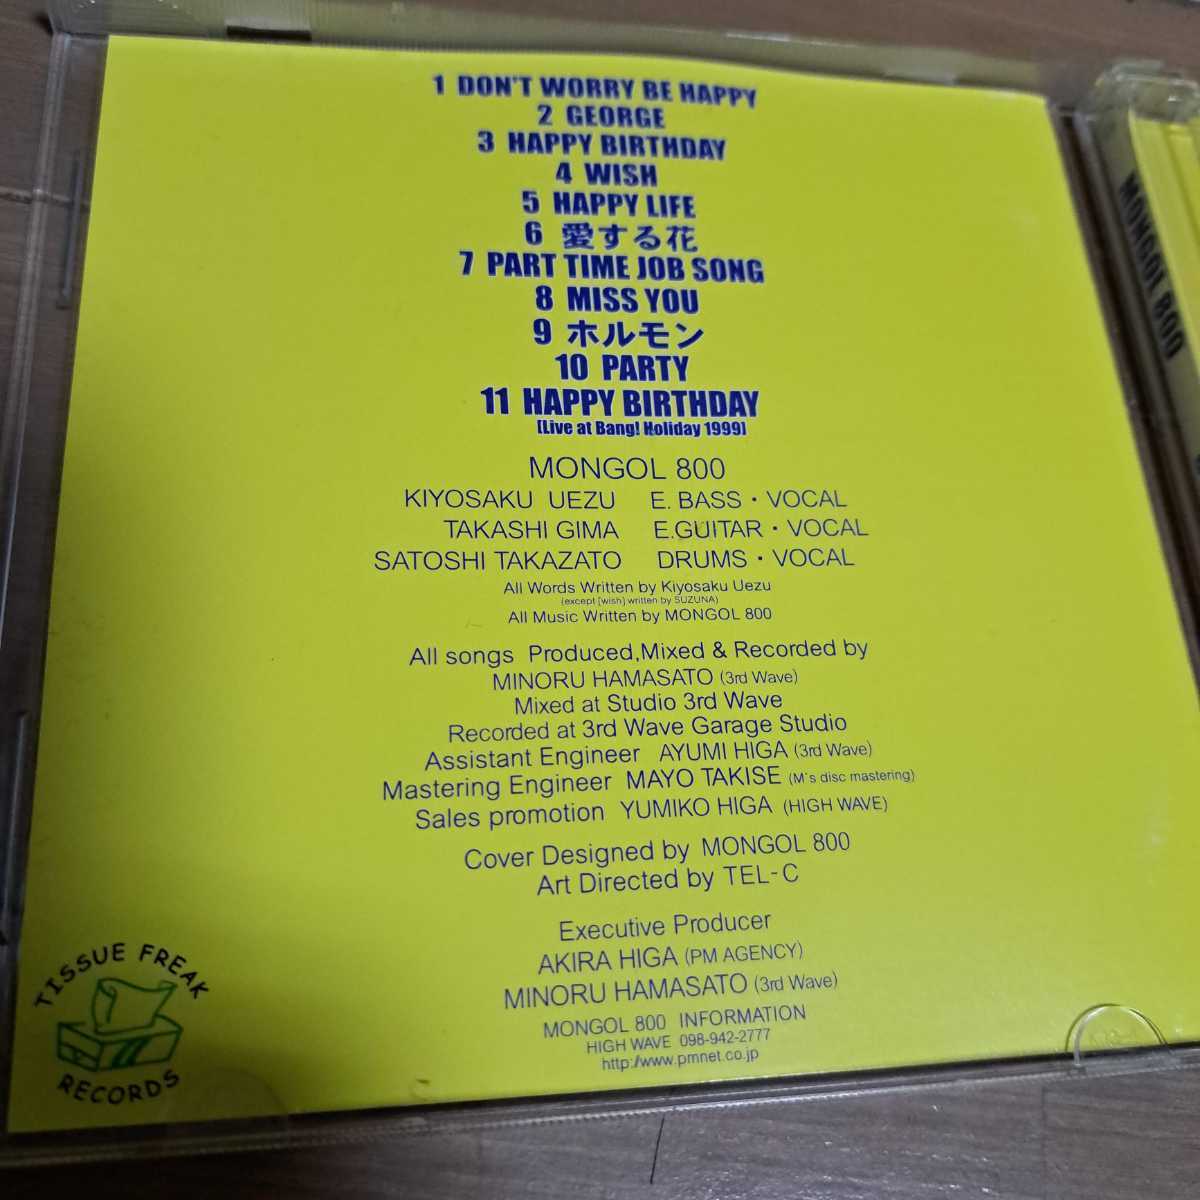 1 DON'T WORRY BE HAPPY
2 GEORGE
3 HAPPY BIRTHDAY
4 WISH
5 HAPPY LIFE
6 愛する花
7 PART TIME JOB SONG
8 MISS YOU
9 ホルモン
10 PARTY
11 HAPPY BIRTHDAY
[Live at Bang! Holiday 1999]
MONGOL 800
KIYOSAKU UEZU E. BASS・VOCAL
TAKASHI GIMA E.GUITAR・VOCAL
SATOSHI TAKAZATO DRUMS・VOCAL
All Words Written by Kiyosaku Uezu
(except [wish] written by SUZUNA)
All Music Written by MONGOL 800
All songs Produced,Mixed & Recorded by
MINORU HAMASATO (3rd Wave)
Mixed at Studio 3rd Wave
Recorded at 3rd Wave Garage Studio
Assistant Engineer AYUMI HIGA (3rd Wave)
Mastering Engineer MAYO TAKISE (M's disc mastering)
Sales promotion YUMIKO HIGA (HIGH WAVE)
Cover Designed by MONGOL 800
Art Directed by TEL-C
Executive Producer
AKIRA HIGA (PM AGENCY)
MINORU HAMASATO (3rd Wave)
MONGOL 800 INFORMATION
HIGH WAVE 098-942-2777
http://www.pmnet.co.jp
TISSUE FREAK
RECORDS
MONGOL 800